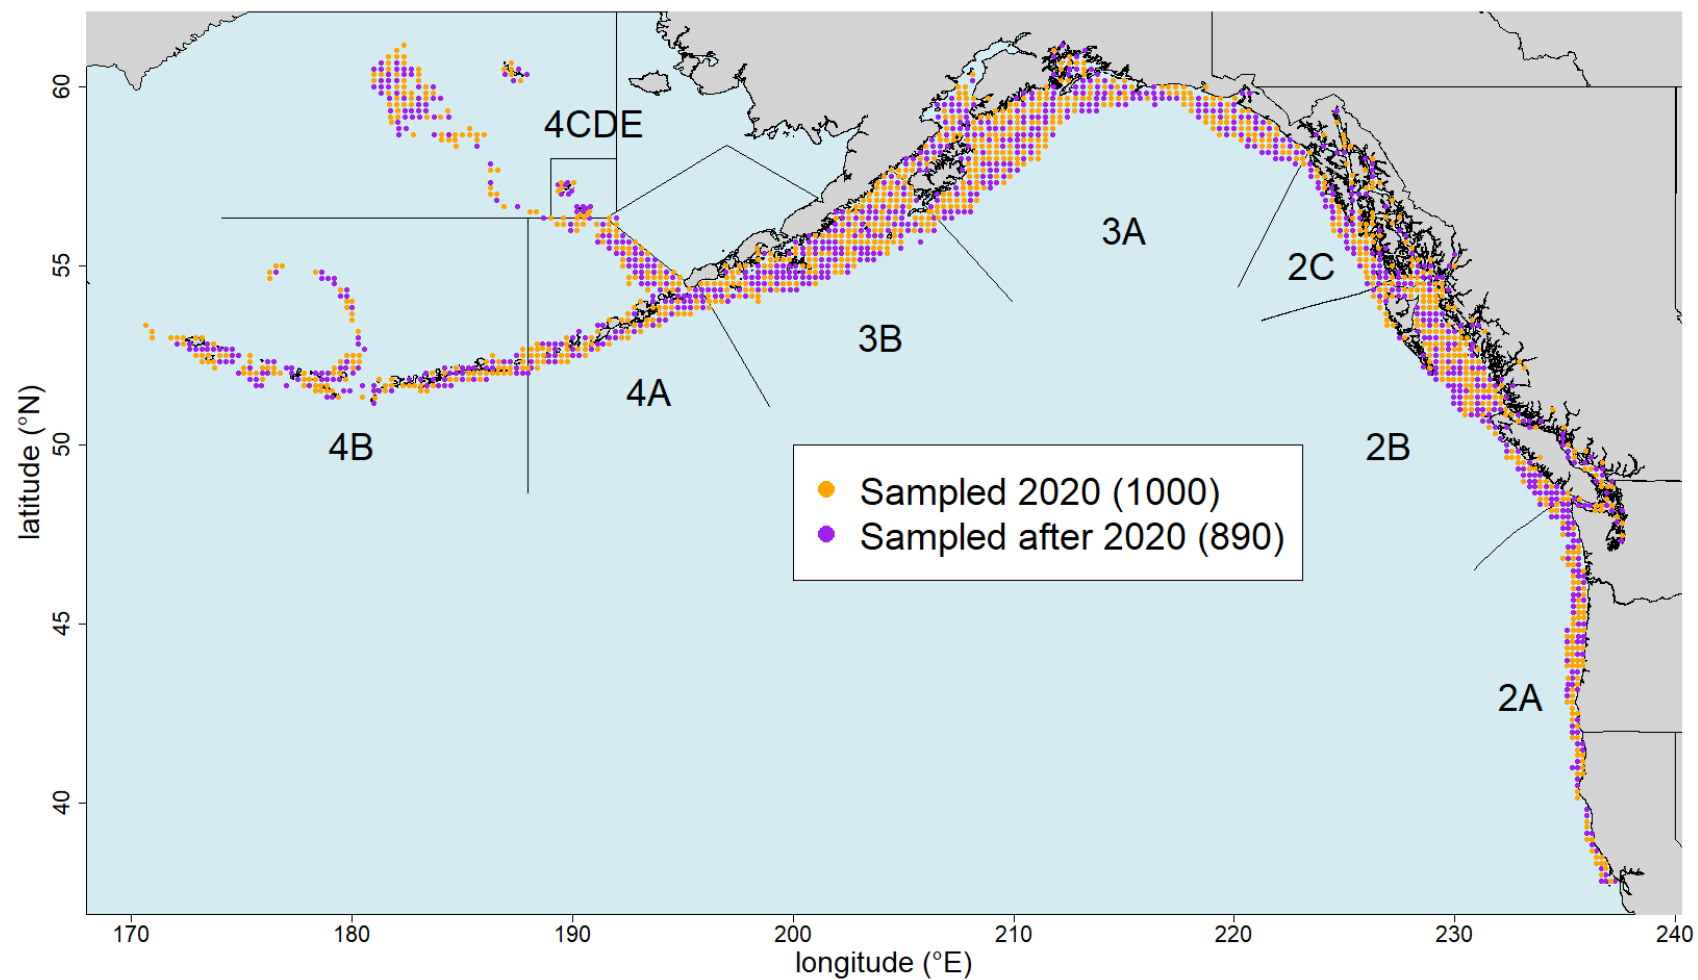 60
55
50
45
40
latitude (°N)
4CDE
3A
2C
3B
4A
4B
2B
2A
Sampled 2020 (1000)
Sampled after 2020 (890)
170
180
190
200
210
220
230
240
longitude (°E)